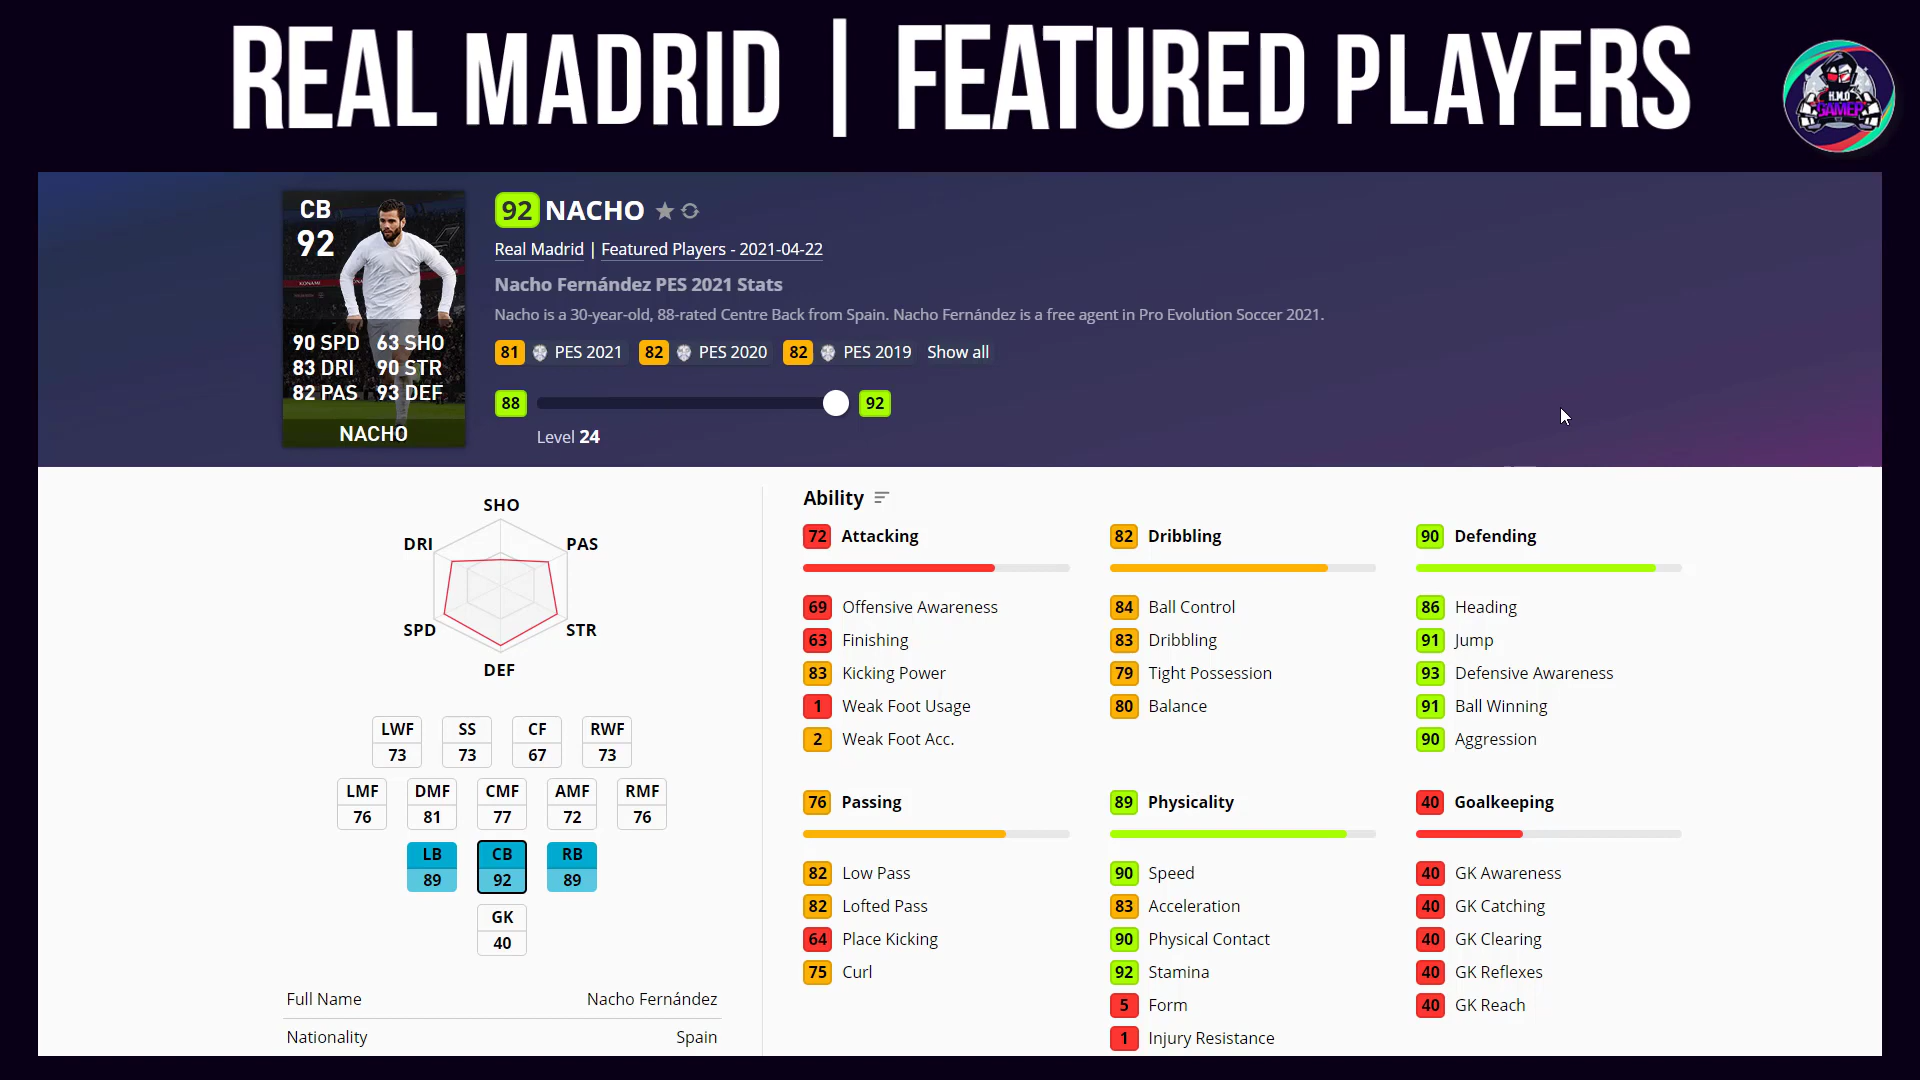 REAL MADRID | FEATURED PLAYERS
H.M.O
GAMER
CB
92
KONAMI
90 SPD 63 SHO
83 DRI 90 STR
82 PAS 93 DEF
NACHO
92 NACHO
Real Madrid | Featured Players - 2021-04-22
Nacho Fernández PES 2021 Stats
Nacho is a 30-year-old, 88-rated Centre Back from Spain. Nacho Fernández is a free agent in Pro Evolution Soccer 2021.
81 PES 2021 82 PES 2020 82 PES 2019 Show all
88 92
Level 24
SHO
DRI PAS
SPD STR
DEF
LWF SS CF RWF
73 73 67 73
LMF DMF CMF AMF RMF
76 81 77 72 76
LB CB RB
89 92 89
GK
40
Full Name Nacho Fernández
Nationality Spain
Ability
72 Attacking
69 Offensive Awareness
63 Finishing
83 Kicking Power
1 Weak Foot Usage
2 Weak Foot Acc.
82 Dribbling
84 Ball Control
83 Dribbling
79 Tight Possession
80 Balance
90 Defending
86 Heading
91 Jump
93 Defensive Awareness
91 Ball Winning
90 Aggression
76 Passing
82 Low Pass
82 Lofted Pass
64 Place Kicking
75 Curl
89 Physicality
90 Speed
83 Acceleration
90 Physical Contact
92 Stamina
5 Form
1 Injury Resistance
40 Goalkeeping
40 GK Awareness
40 GK Catching
40 GK Clearing
40 GK Reflexes
40 GK Reach